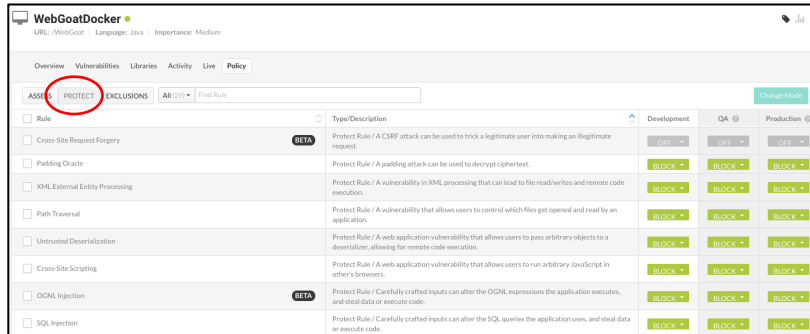 WebGoatDocker
URL: /WebGoat | Language: Java | Importance: Medium
Overview Vulnerabilities Libraries Activity Live Policy
ASSESS PROTECT EXCLUSIONS All (29) Find Rule Change Mode
Rule Type/Description Development QA Production
Cross-Site Request Forgery BETA Protect Rule / A CSRF attack can be used to trick a legitimate user into making an illegitimate
request. OFF OFF OFF
Padding Oracle Protect Rule / A padding attack can be used to decrypt ciphertext. BLOCK BLOCK BLOCK
XML External Entity Processing Protect Rule / A vulnerability in XML processing that can lead to file read/writes and remote code
execution. BLOCK BLOCK BLOCK
Path Traversal Protect Rule / A vulnerability that allows users to control which files get opened and read by an
application. BLOCK BLOCK BLOCK
Untrusted Deserialization Protect Rule / A web application vulnerability that allows users to pass arbitrary objects to a
deserializer, allowing for remote code execution. BLOCK BLOCK BLOCK
Cross-Site Scripting Protect Rule / A web application vulnerability that allows users to run arbitrary JavaScript in
other's browsers. BLOCK BLOCK BLOCK
OGNL Injection BETA Protect Rule / Carefully crafted inputs can alter the OGNL expressions the application executes,
and steal data or execute code. BLOCK BLOCK BLOCK
SQL Injection Protect Rule / Carefully crafted inputs can alter the SQL queries the application uses, and steal data
or execute code. BLOCK BLOCK BLOCK